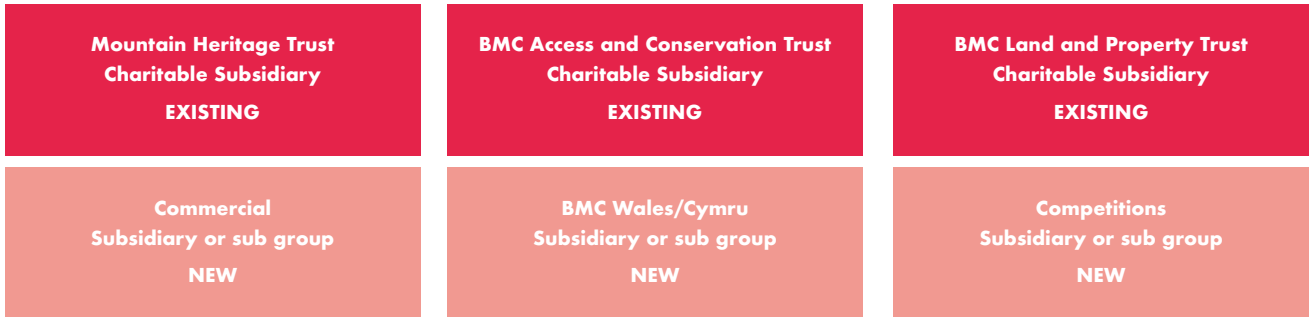 Mountain Heritage Trust
Charitable Subsidiary
EXISTING
BMC Access and Conservation Trust
Charitable Subsidiary
EXISTING
BMC Land and Property Trust
Charitable Subsidiary
EXISTING
Commercial
Subsidiary or sub group
NEW
BMC Wales/Cymru
Subsidiary or sub group
NEW
Competitions
Subsidiary or sub group
NEW